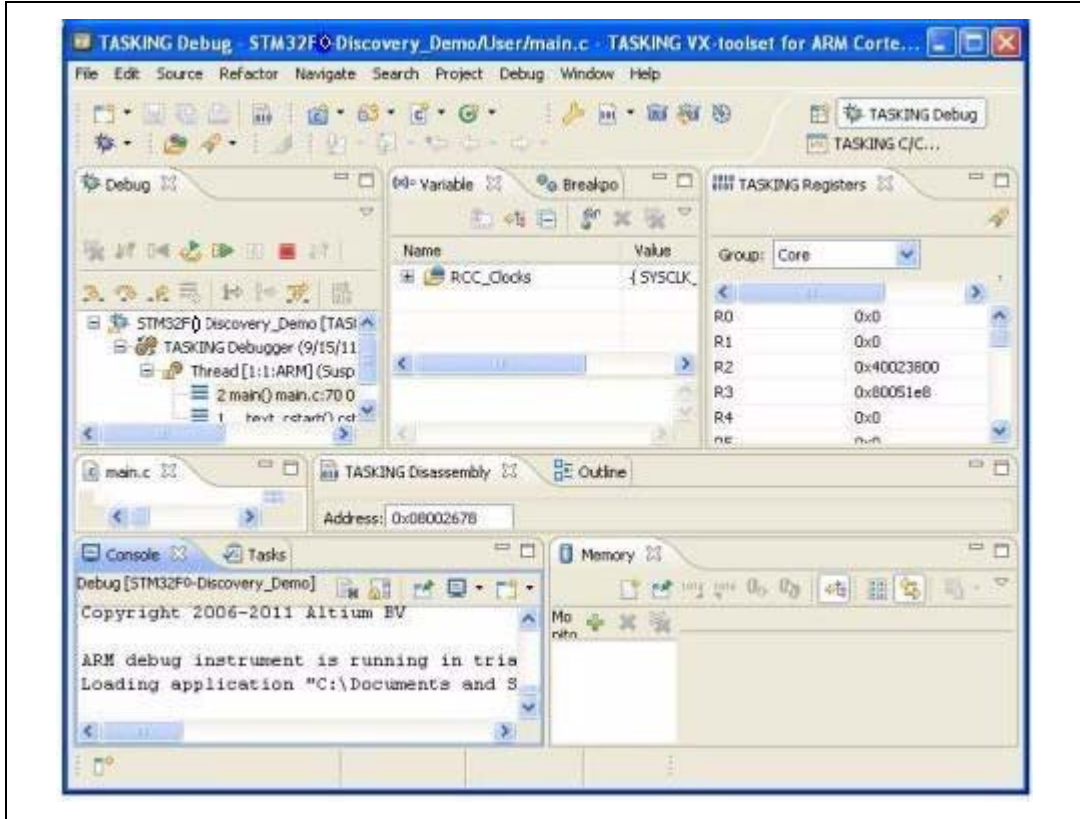 TASKING Debug - STM32F0-Discovery_Demo/User/main.c - TASKING VX-toolset for ARM Corte...
File Edit Source Refactor Navigate Search Project Debug Window Help
TASKING Debug
TASKING C/C...
Debug
(x)= Variable
Breakpo
TASKING Registers
Name Value
RCC_Clocks {SYSCLK_
Group: Core
STM32F0 Discovery_Demo [TASI
TASKING Debugger (9/15/11
Thread [1:1:ARM] (Susp
2 main() main.c:70 0
R0 0x0
R1 0x0
R2 0x40023800
R3 0x80051e8
R4 0x0
main.c
TASKING Disassembly
Outline
Address: 0x08002678
Console
Tasks
Memory
Debug [STM32F0-Discovery_Demo]
Copyright 2006-2011 Altium BV
ARM debug instrument is running in tria
Loading application "C:\Documents and S
Mo